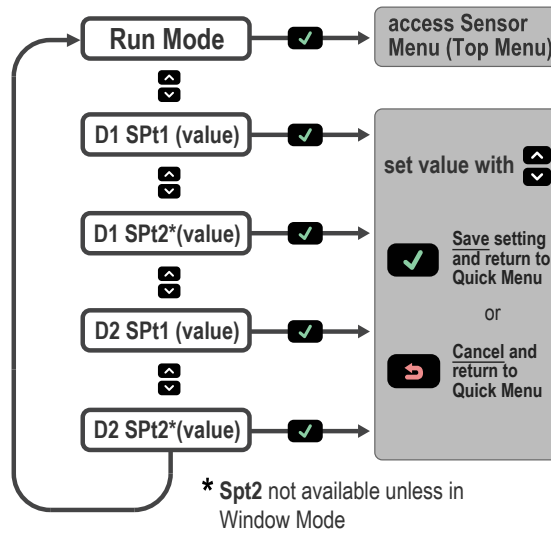 Run Mode
access Sensor
Menu (Top Menu)
D1 SPt1 (value)
set value with
D1 SPt2*(value)
Save setting
and return to
Quick Menu
or
D2 SPt1 (value)
Cancel and
return to
Quick Menu
D2 SPt2*(value)
* Spt2 not available unless in
Window Mode